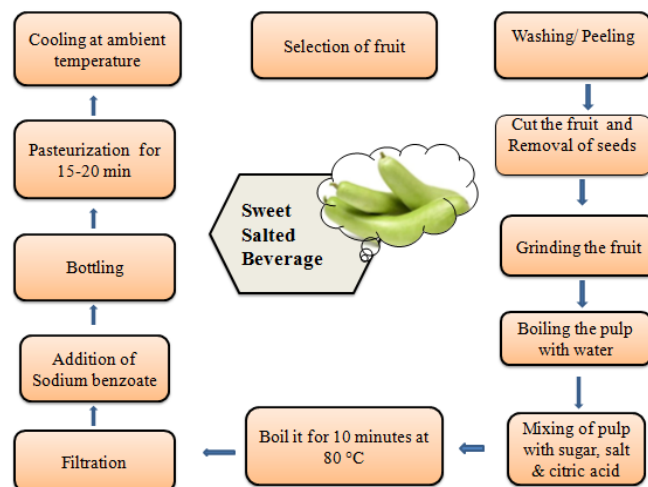 Selection of fruit
Washing/ Peeling
Cut the fruit and
Removal of seeds
Grinding the fruit
Boiling the pulp
with water
Mixing of pulp
with sugar, salt
& citric acid
Boil it for 10 minutes at
80 °C
Filtration
Addition of
Sodium benzoate
Bottling
Pasteurization for
15-20 min
Cooling at ambient
temperature
Sweet
Salted
Beverage